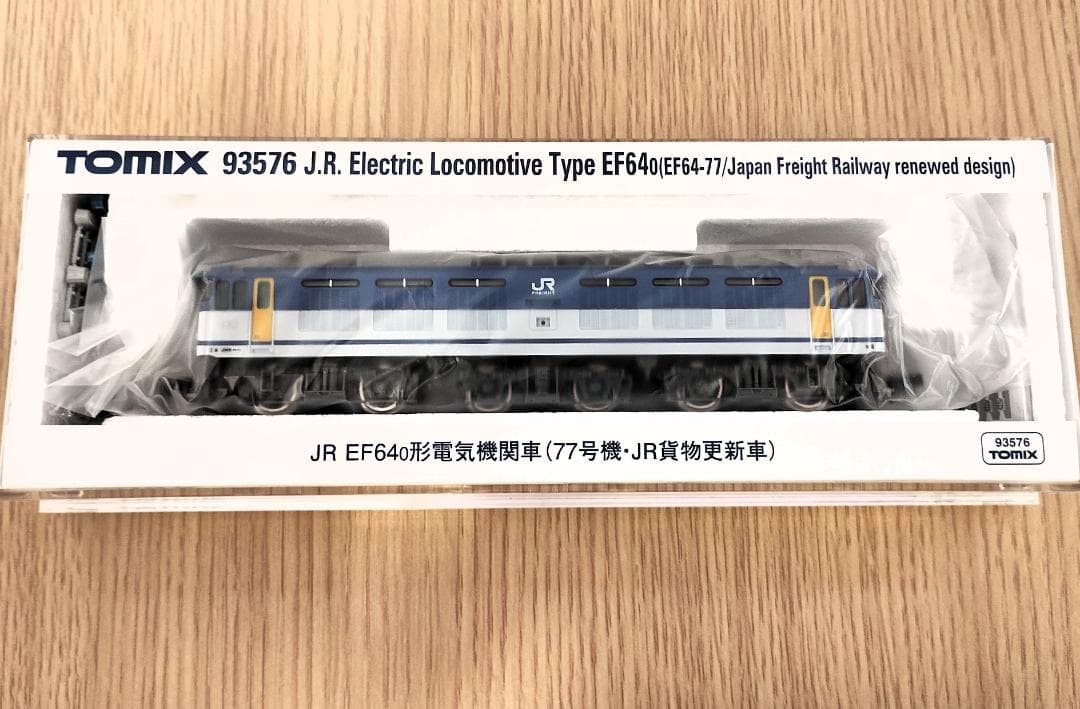 TOMIX 93576 J.R. Electric Locomotive Type EF640(EF64-77/Japan Freight Railway renewed design)
JR
FREIGHT
JR EF640形電気機関車(77号機・JR貨物更新車)
93576
TOMIX